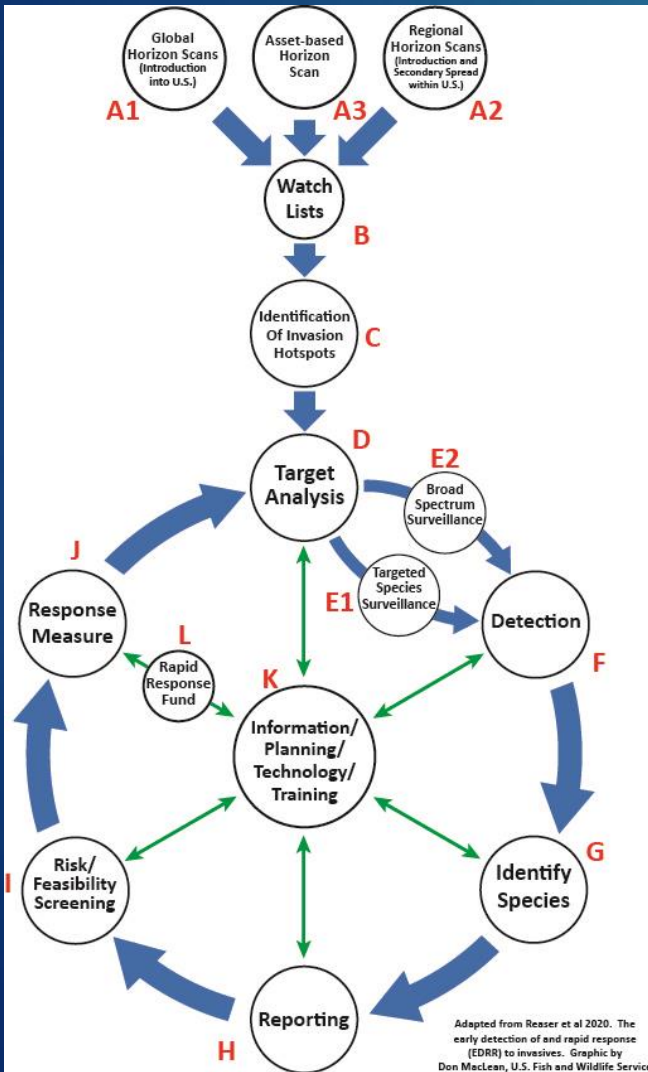 Global
Horizon Scans
(Introduction
into U.S.)
A1
Asset-based
Horizon
Scan
A3
Regional
Horizon Scans
(Introduction and
Secondary Spread
within U.S.)
A2
Watch
Lists
B
Identification
Of Invasion
Hotspots
C
D
Target
Analysis
E2
Broad
Spectrum
Surveillance
E1
Targeted
Species
Surveillance
Detection
F
G
Identify
Species
Reporting
H
I
Risk/
Feasibility
Screening
J
Response
Measure
L
Rapid
Response
Fund
K
Information/
Planning/
Technology/
Training
Adapted from Reaser et al 2020. The
early detection of and rapid response
(EDRR) to invasives. Graphic by
Don MacLean, U.S. Fish and Wildlife Service